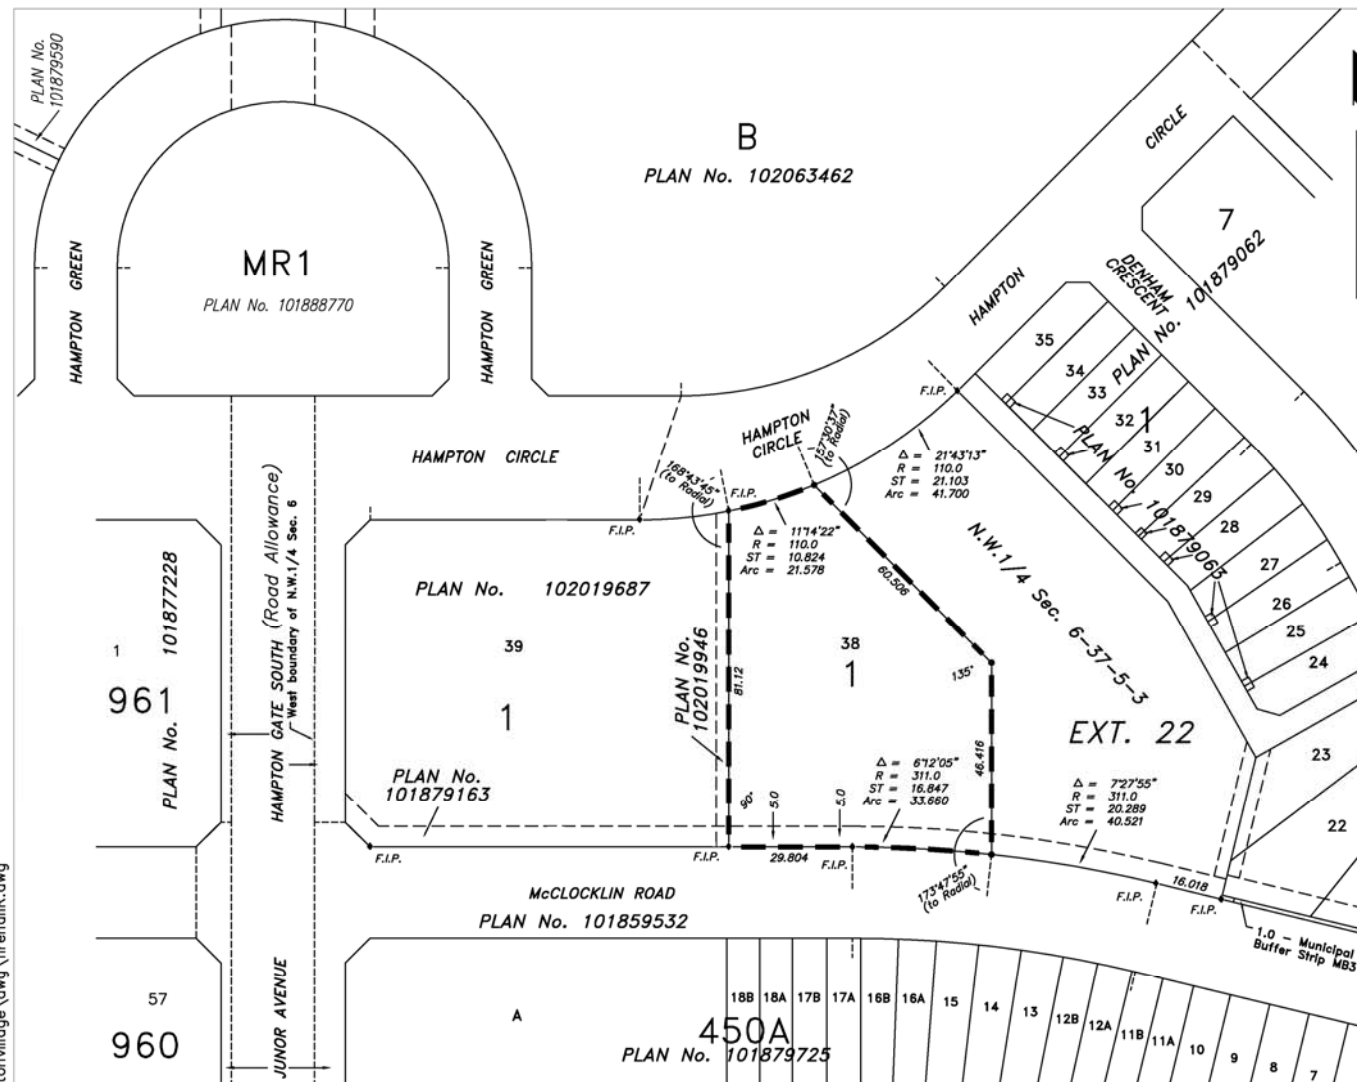 PLAN No.
101879590
B
PLAN No. 102063462
CIRCLE
7
HAMPTON GREEN
MR1
PLAN No. 101888770
HAMPTON GREEN
HAMPTON
DENHAM
CRESCENT
PLAN No. 101879062
35
34
33
32
1
31
30
29
28
27
26
25
24
23
22
PLAN No. 101879063
F.I.P.
HAMPTON
CIRCLE
157°30'37"
(to Radial)
Δ = 21°43'13"
R = 110.0
ST = 21.103
Arc = 41.700
HAMPTON CIRCLE
168°43'45"
(to Radial)
F.I.P.
F.I.P.
Δ = 11°14'22"
R = 110.0
ST = 10.824
Arc = 21.578
60.506
N.W.1/4 Sec. 6-37-5-3
EXT. 22
PLAN No. 101877228
1
961
HAMPTON GATE SOUTH (Road Allowance)
West boundary of N.W.1/4 Sec. 6
PLAN No. 102019687
39
1
PLAN No.
101879163
PLAN No.
102019946
81.12
38
1
135°
46.416
90°
5.0
5.0
Δ = 6°12'05"
R = 311.0
ST = 16.847
Arc = 33.660
Δ = 7°27'55"
R = 311.0
ST = 20.289
Arc = 40.521
F.I.P.
F.I.P.
29.804
F.I.P.
173°47'55"
(to Radial)
16.018
F.I.P.
F.I.P.
1.0 - Municipal
Buffer Strip MB3
McCLOCKLIN ROAD
PLAN No. 101859532
57
960
JUNOR AVENUE
A
18B
18A
17B
17A
16B
16A
15
14
13
12B
12A
11B
11A
10
9
8
7
450A
PLAN No. 101879725